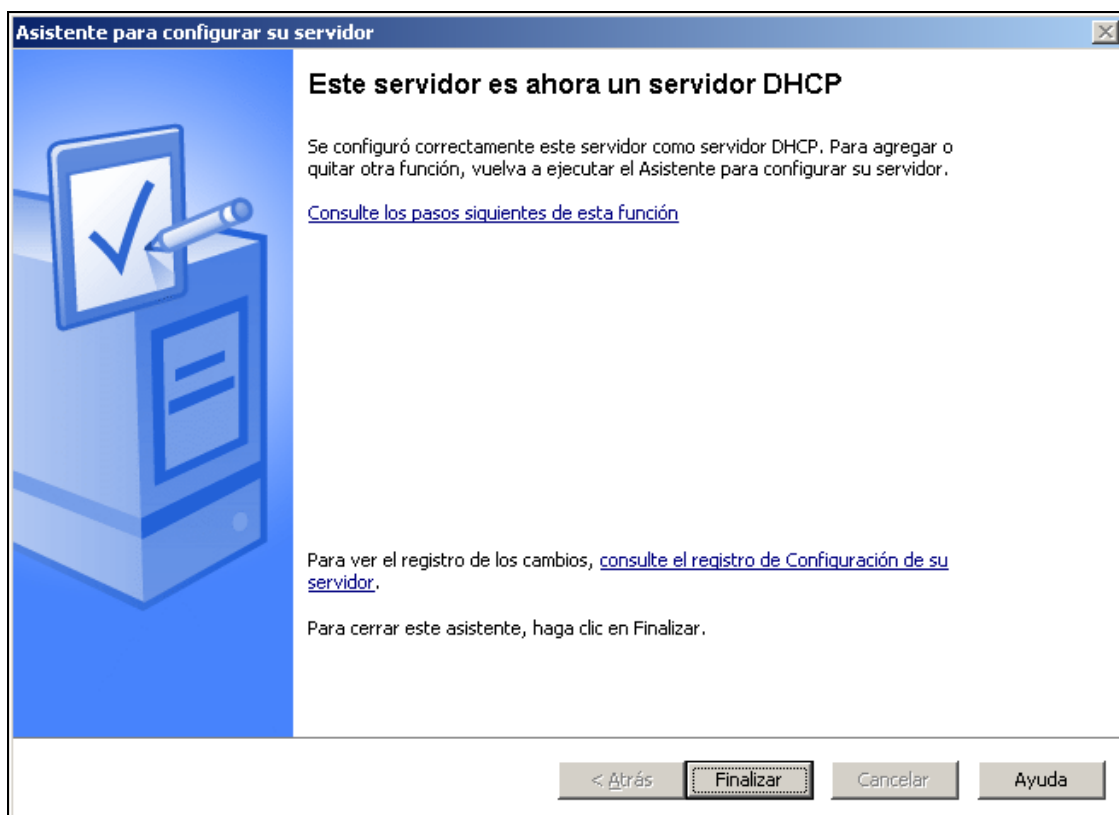 Asistente para configurar su servidor
Este servidor es ahora un servidor DHCP
Se configuró correctamente este servidor como servidor DHCP. Para agregar o
quitar otra función, vuelva a ejecutar el Asistente para configurar su servidor.
Consulte los pasos siguientes de esta función
Para ver el registro de los cambios, consulte el registro de Configuración de su
servidor.
Para cerrar este asistente, haga clic en Finalizar.
< Atrás Finalizar Cancelar Ayuda